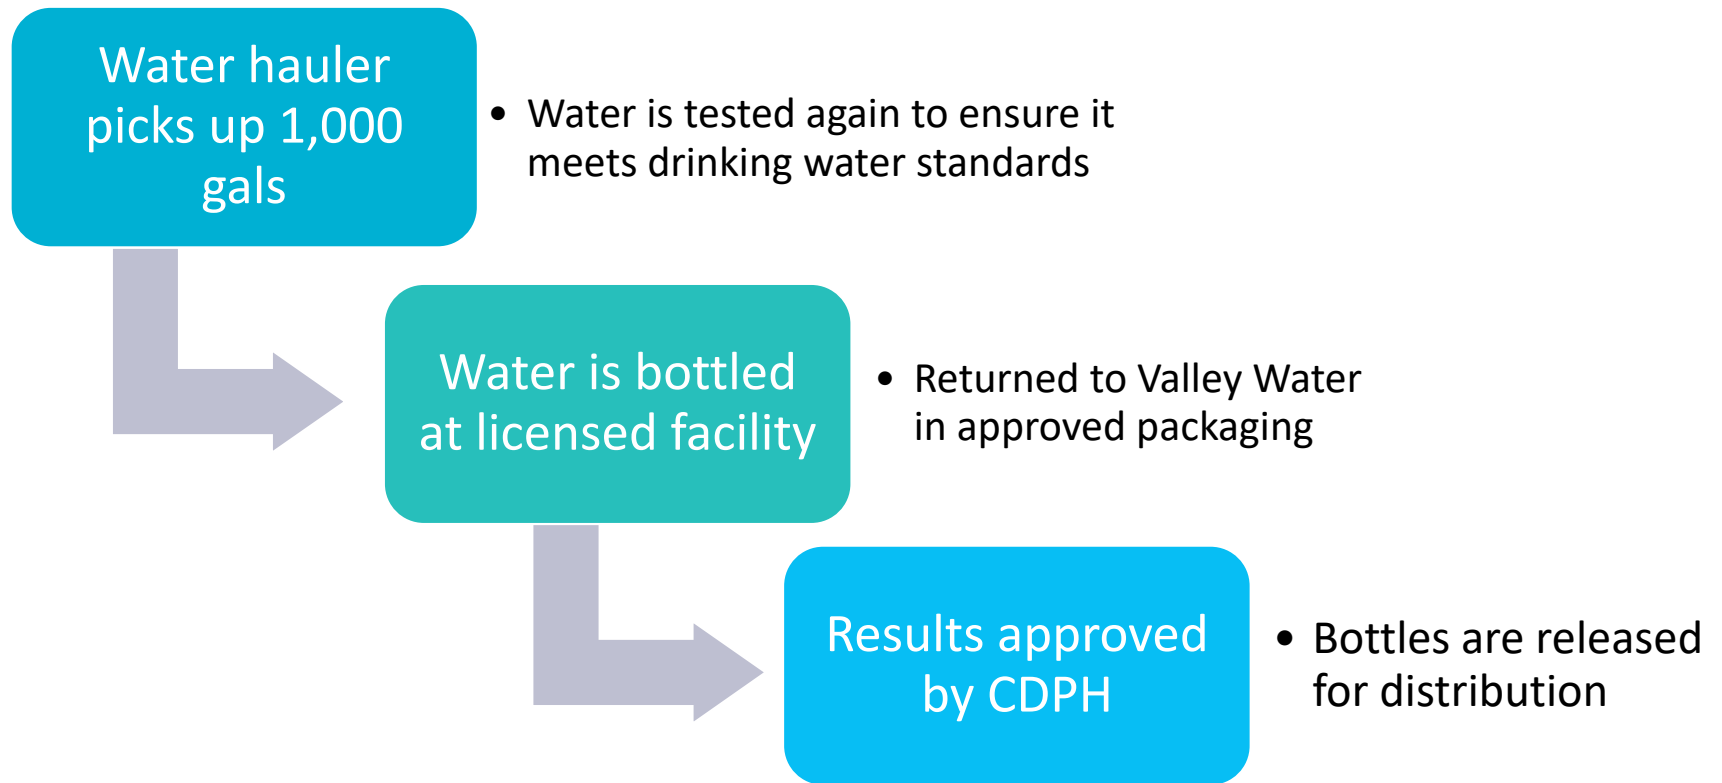 Water hauler
picks up 1,000
gals
• Water is tested again to ensure it
meets drinking water standards
Water is bottled
at licensed facility
• Returned to Valley Water
in approved packaging
Results approved
by CDPH
• Bottles are released
for distribution